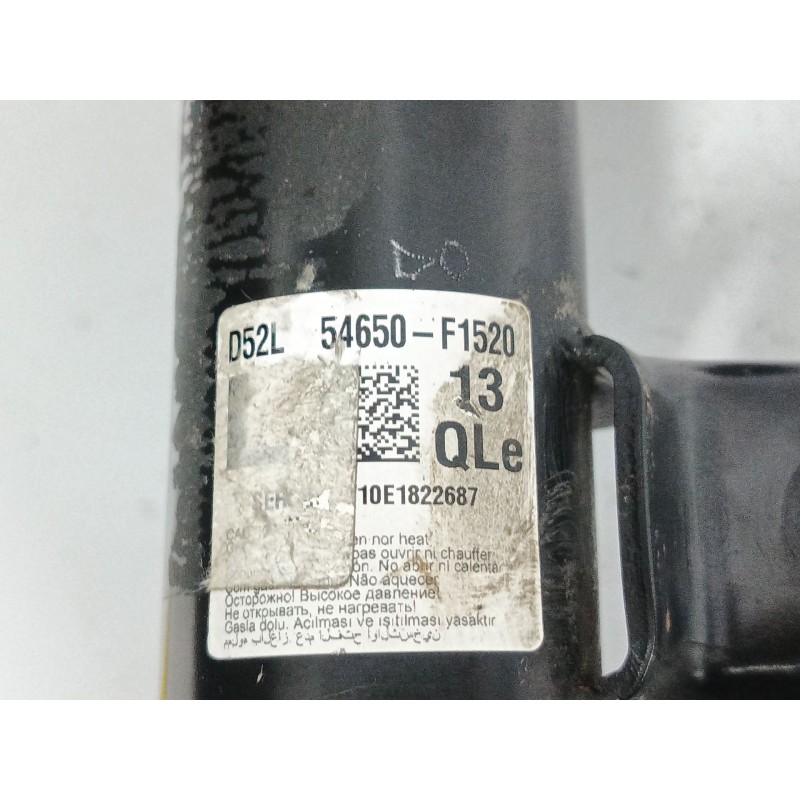 D52L 54650-F1520
13
QLe
SEH 10E1822687
nor heat
pas ouvrir ni chauffer
No abrir ni calentar
Não aquecer
Осторожно! Высокое давление!
Не открывать, не нагревать!
Gasla dolu. Açılması ve ısıtılması yasaktır